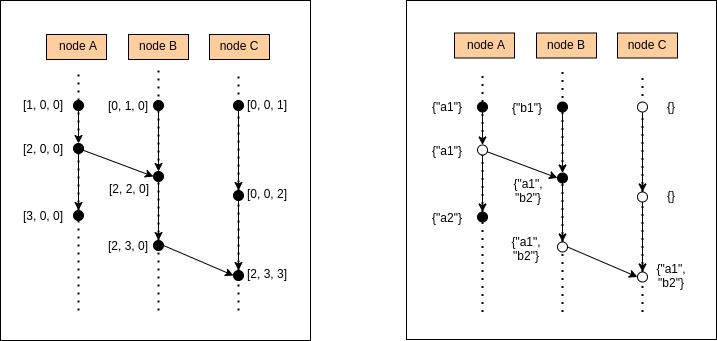 node A node B node C
[1, 0, 0] [0, 1, 0] [0, 0, 1]
[2, 0, 0]
[2, 2, 0] [0, 0, 2]
[3, 0, 0]
[2, 3, 0]
[2, 3, 3]
node A node B node C
{"a1"} {"b1"} {}
{"a1"}
{"a1",
"b2"} {}
{"a2"}
{"a1",
"b2"}
{"a1",
"b2"}